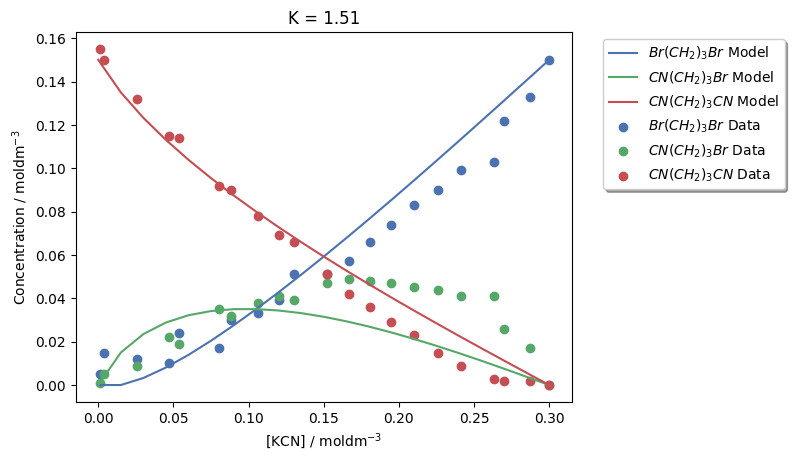 K = 1.51
0.16
0.14
0.12
0.10
0.08
0.06
0.04
0.02
0.00
Concentration / moldm⁻³
0.00 0.05 0.10 0.15 0.20 0.25 0.30
[KCN] / moldm⁻³
Br(CH₂)₃Br Model
CN(CH₂)₃Br Model
CN(CH₂)₃CN Model
Br(CH₂)₃Br Data
CN(CH₂)₃Br Data
CN(CH₂)₃CN Data